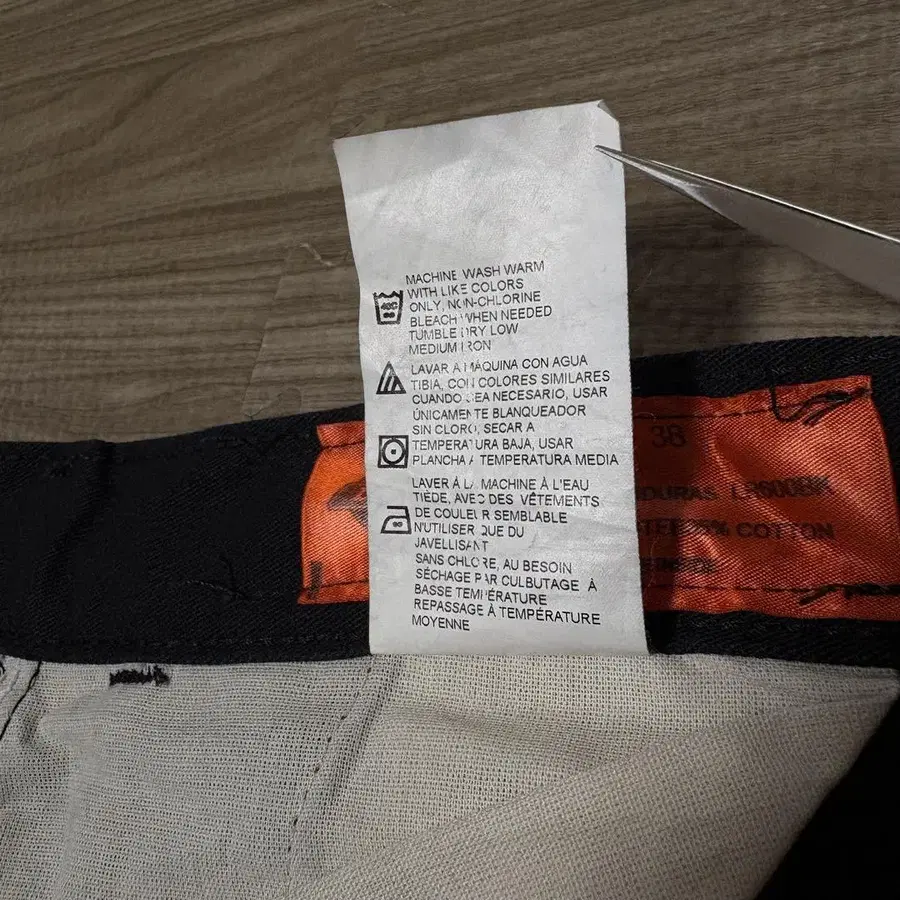 40C
MACHINE WASH WARM
WITH LIKE COLORS
ONLY, NON-CHLORINE
BLEACH WHEN NEEDED
TUMBLE DRY LOW
MEDIUM IRON
LAVAR A MAQUINA CON AGUA
TIBIA, CON COLORES SIMILARES
CUANDO SEA NECESARIO, USAR
ÚNICAMENTE BLANQUEADOR
SIN CLORO, SECAR A
TEMPERATURA BAJA, USAR
PLANCHA A TEMPERATURA MEDIA
LAVER À LA MACHINE À L'EAU
TIÈDE, AVEC DES VÊTEMENTS
DE COULEUR SEMBLABLE
N'UTILISER QUE DU
JAVELLISANT
SANS CHLORE, AU BESOIN
SÉCHAGE PAR CULBUTAGE À
BASSE TEMPÉRATURE
REPASSAGE À TEMPÉRATURE
MOYENNE
38
DURAS
% COTTON